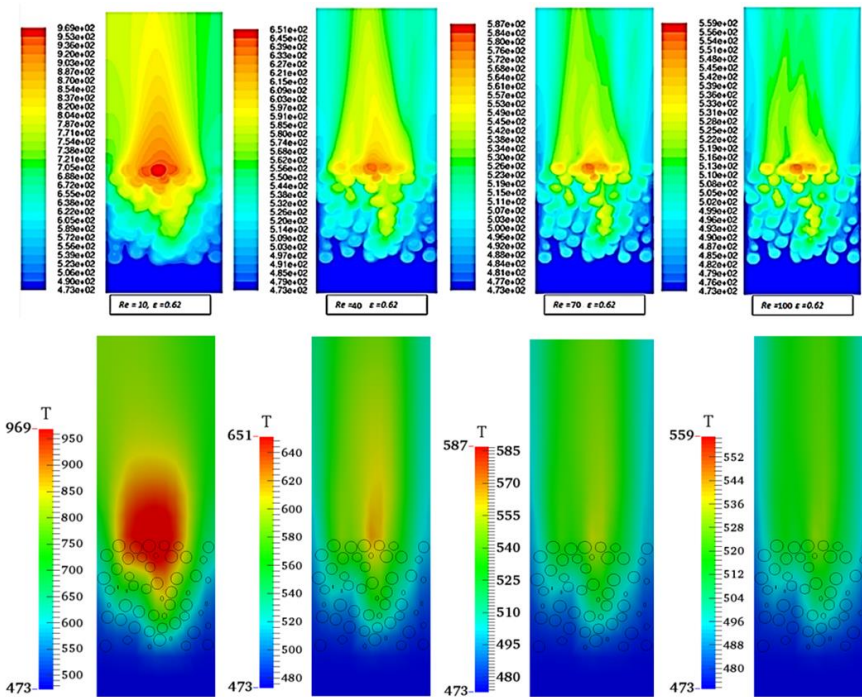 9.69e+02
9.53e+02
9.36e+02
9.20e+02
9.03e+02
8.87e+02
8.70e+02
8.54e+02
8.37e+02
8.20e+02
8.04e+02
7.87e+02
7.71e+02
7.54e+02
7.38e+02
7.21e+02
7.05e+02
6.88e+02
6.72e+02
6.55e+02
6.38e+02
6.22e+02
6.05e+02
5.89e+02
5.72e+02
5.56e+02
5.39e+02
5.23e+02
5.06e+02
4.90e+02
4.73e+02
Re = 10, ε =0.62
6.51e+02
6.45e+02
6.39e+02
6.33e+02
6.27e+02
6.21e+02
6.15e+02
6.09e+02
6.03e+02
5.97e+02
5.91e+02
5.86e+02
5.80e+02
5.74e+02
5.68e+02
5.62e+02
5.56e+02
5.50e+02
5.44e+02
5.38e+02
5.32e+02
5.26e+02
5.20e+02
5.14e+02
5.09e+02
5.03e+02
4.97e+02
4.91e+02
4.85e+02
4.79e+02
4.73e+02
Re =40 ε =0.62
5.87e+02
5.84e+02
5.80e+02
5.76e+02
5.72e+02
5.68e+02
5.65e+02
5.61e+02
5.57e+02
5.53e+02
5.49e+02
5.45e+02
5.42e+02
5.38e+02
5.34e+02
5.30e+02
5.26e+02
5.23e+02
5.19e+02
5.15e+02
5.11e+02
5.07e+02
5.03e+02
5.00e+02
4.96e+02
4.92e+02
4.88e+02
4.84e+02
4.81e+02
4.77e+02
4.73e+02
Re =70 ε =0.62
5.59e+02
5.56e+02
5.53e+02
5.51e+02
5.48e+02
5.45e+02
5.42e+02
5.39e+02
5.36e+02
5.33e+02
5.31e+02
5.28e+02
5.25e+02
5.22e+02
5.19e+02
5.16e+02
5.13e+02
5.10e+02
5.08e+02
5.05e+02
5.02e+02
4.99e+02
4.96e+02
4.93e+02
4.90e+02
4.87e+02
4.85e+02
4.82e+02
4.79e+02
4.76e+02
4.73e+02
Re =100 ε =0.62
T
969
950
900
850
800
750
700
650
600
550
500
473
T
651
640
620
600
580
560
540
520
500
480
473
T
587
585
570
555
540
525
510
495
480
473
T
559
552
544
536
528
520
512
504
496
488
480
473